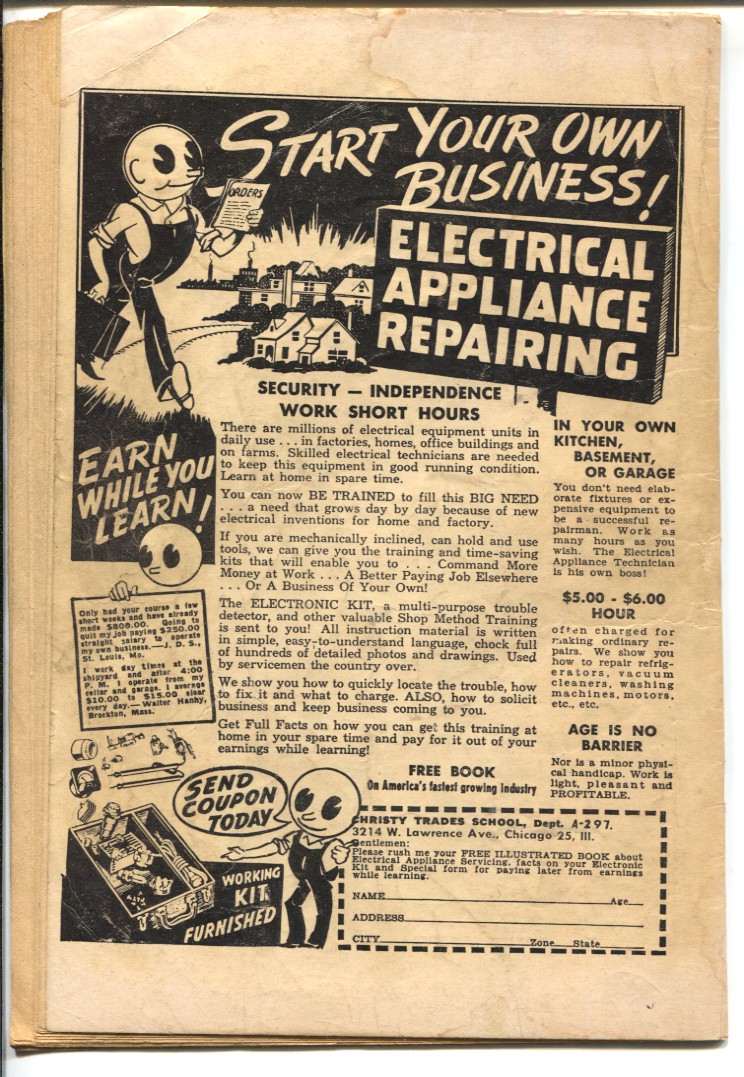 START YOUR OWN
BUSINESS!
ORDERS
ELECTRICAL
APPLIANCE
REPAIRING
SECURITY — INDEPENDENCE
WORK SHORT HOURS
There are millions of electrical equipment units in
daily use . . . in factories, homes, office buildings and
on farms. Skilled electrical technicians are needed
to keep this equipment in good running condition.
Learn at home in spare time.
You can now BE TRAINED to fill this BIG NEED
. . . a need that grows day by day because of new
electrical inventions for home and factory.
If you are mechanically inclined, can hold and use
tools, we can give you the training and time-saving
kits that will enable you to . . . Command More
Money at Work . . . A Better Paying Job Elsewhere
. . . Or A Business Of Your Own!
The ELECTRONIC KIT, a multi-purpose trouble
detector, and other valuable Shop Method Training
is sent to you! All instruction material is written
in simple, easy-to-understand language, chock full
of hundreds of detailed photos and drawings. Used
by servicemen the country over.
We show you how to quickly locate the trouble, how
to fix it and what to charge. ALSO, how to solicit
business and keep business coming to you.
Get Full Facts on how you can get this training at
home in your spare time and pay for it out of your
earnings while learning!
FREE BOOK
On America's fastest growing industry
IN YOUR OWN
KITCHEN,
BASEMENT,
OR GARAGE
You don't need elab-
orate fixtures or ex-
pensive equipment to
be a successful re-
pairman. Work as
many hours as you
wish. The Electrical
Appliance Technician
is his own boss!
$5.00 - $6.00
HOUR
often charged for
making ordinary re-
pairs. We show you
how to repair refrig-
erators, vacuum
cleaners, washing
machines, motors,
etc., etc.
AGE IS NO
BARRIER
Nor is a minor physi-
cal handicap. Work is
light, pleasant and
PROFITABLE.
EARN
WHILE YOU
LEARN!
Only had your course a few
short weeks and have already
made $800.00. Going to
quit my job paying $250.00
straight salary to operate
my own business.—J. D. S.,
St. Louis, Mo.
I work day times at the
shipyard and after 4:00
P. M. I operate from my
cellar and garage. I average
$10.00 to $15.00 clear
every day.—Walter Hanby,
Brockton, Mass.
SEND
COUPON
TODAY
WORKING
KIT
FURNISHED
CHRISTY TRADES SCHOOL, Dept. A-297,
3214 W. Lawrence Ave., Chicago 25, Ill.
Gentlemen:
Please rush me your FREE ILLUSTRATED BOOK about
Electrical Appliance Servicing, facts on your Electronic
Kit and Special form for paying later from earnings
while learning.
NAME Age
ADDRESS
CITY Zone State